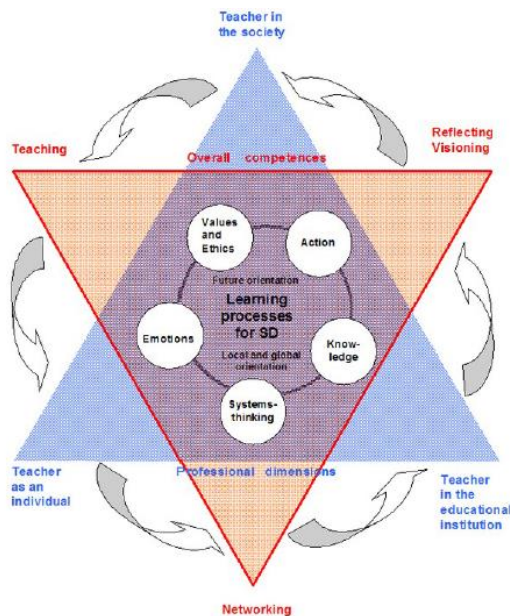 Teacher in
the society
Teaching
Reflecting
Visioning
Overall competences
Values
and
Ethics
Action
Future orientation
Learning
processes
for SD
Emotions
Know-
ledge
Local and global
orientation
Systems-
thinking
Teacher
as an
individual
Professional dimensions
Teacher
in the
educational
institution
Networking